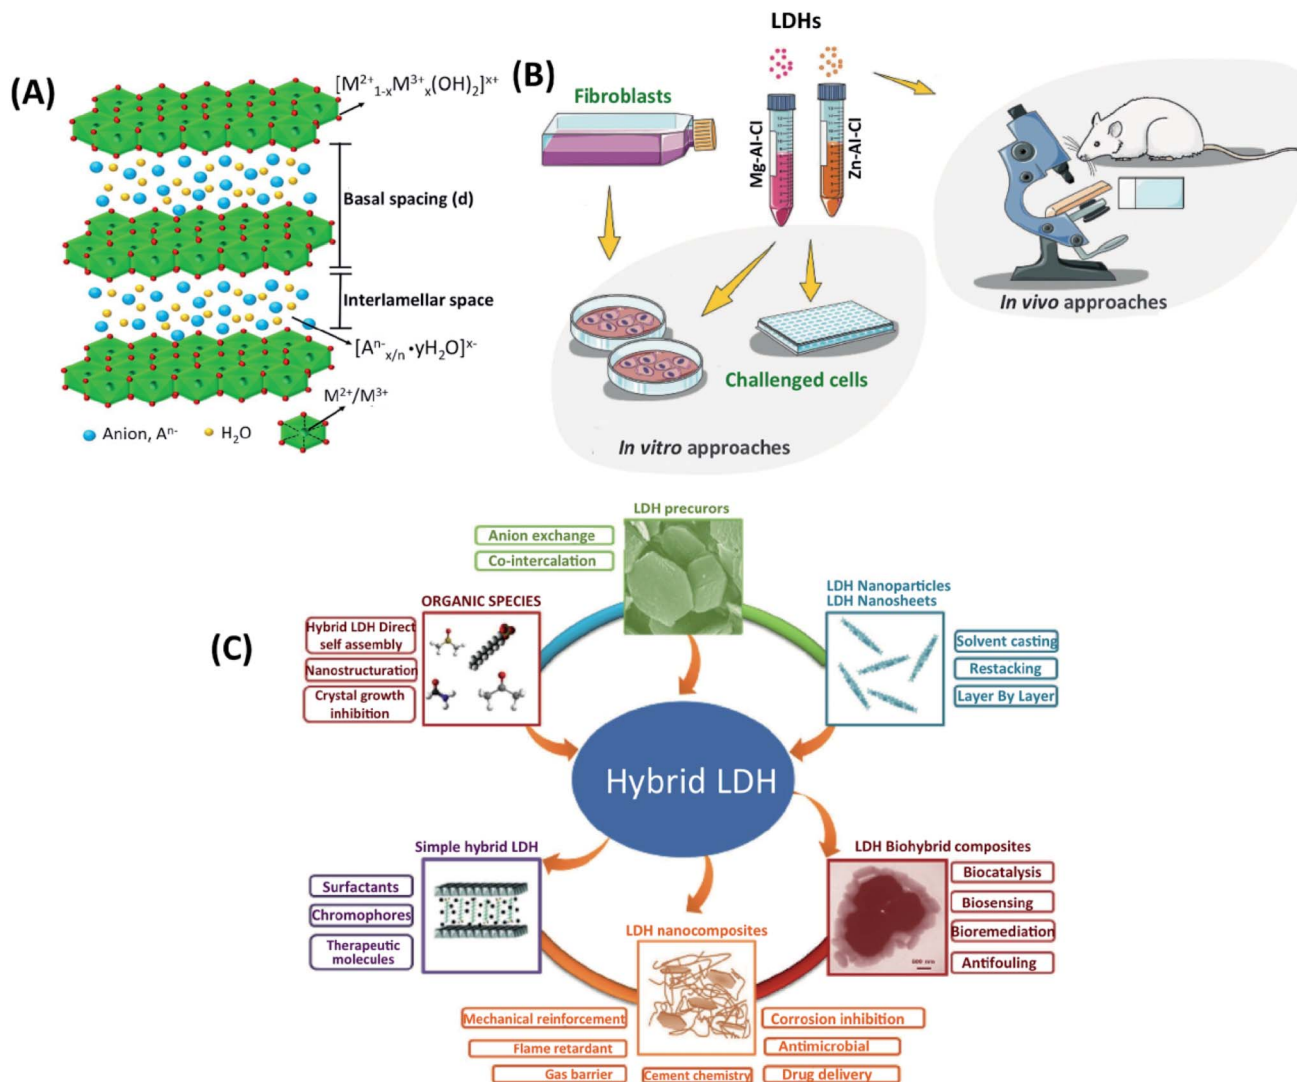 (A)
[M²⁺₁₋ₓM³⁺ₓ(OH)₂]ˣ⁺
Basal spacing (d)
Interlamellar space
[Aⁿ⁻ₓ/ₙ•yH₂O]ˣ⁻
M²⁺/M³⁺
Anion, Aⁿ⁻
H₂O
(B)
LDHs
Fibroblasts
Mg-Al-Cl
Zn-Al-Cl
In vivo approaches
Challenged cells
In vitro approaches
(C)
LDH precurors
Anion exchange
Co-intercalation
ORGANIC SPECIES
Hybrid LDH Direct
self assembly
Nanostructuration
Crystal growth
inhibition
LDH Nanoparticles
LDH Nanosheets
Solvent casting
Restacking
Layer By Layer
Hybrid LDH
Simple hybrid LDH
Surfactants
Chromophores
Therapeutic
molecules
LDH nanocomposites
Mechanical reinforcement
Flame retardant
Gas barrier
Cement chemistry
Corrosion inhibition
Antimicrobial
Drug delivery
LDH Biohybrid composites
Biocatalysis
Biosensing
Bioremediation
Antifouling
500 nm